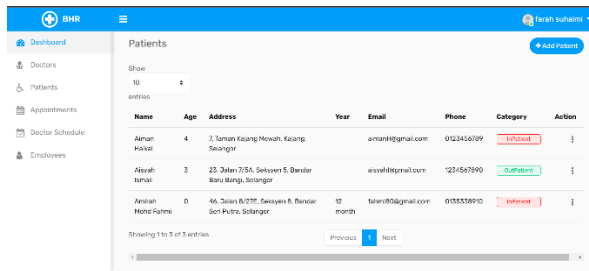 BHR
farah suhaimi
Dashboard
Doctors
Patients
Appointments
Doctor Schedule
Employees
Patients
+ Add Patient
Show
10
entries
Name Age Address Year Email Phone Category Action
Aiman 4 7, Taman Kajang Mewah, Kajang, aimanH@gmail.com 0123456789 InPatient
Haikal Selangor
Aisyah 3 23, Jalan 7/5A, Seksyen 5, Bandar aisyahI@gmail.com 1234567890 OutPatient
Ismail Baru Bangi, Selangor
Amirah 0 46, Jalan 8/27E, Seksyen 8, Bandar 12 fahmi80@gmail.com 0135338910 InPatient
Mohd Fahmi Seri Putra, Selangor month
Showing 1 to 3 of 3 entries
Previous 1 Next